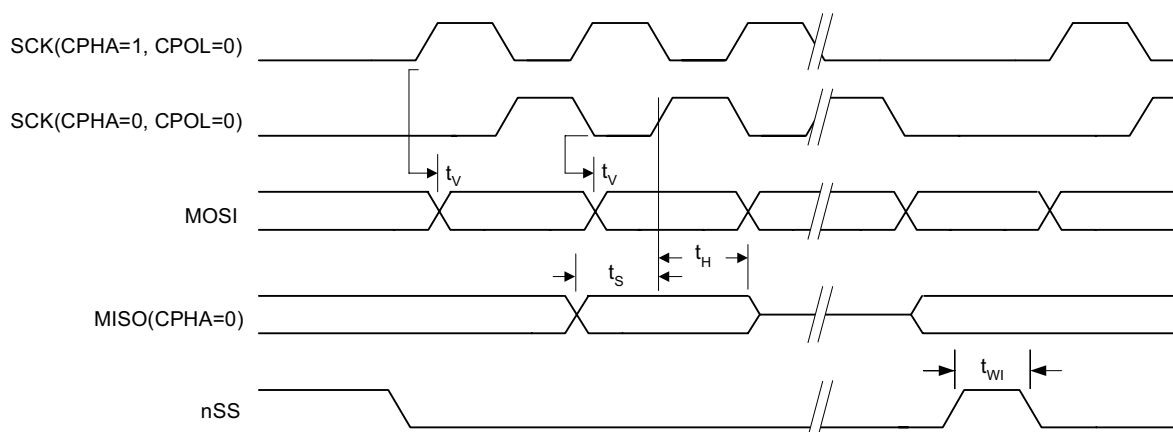 SCK(CPHA=1, CPOL=0)
SCK(CPHA=0, CPOL=0)
tV
tV
MOSI
tH
tS
MISO(CPHA=0)
tWI
nSS